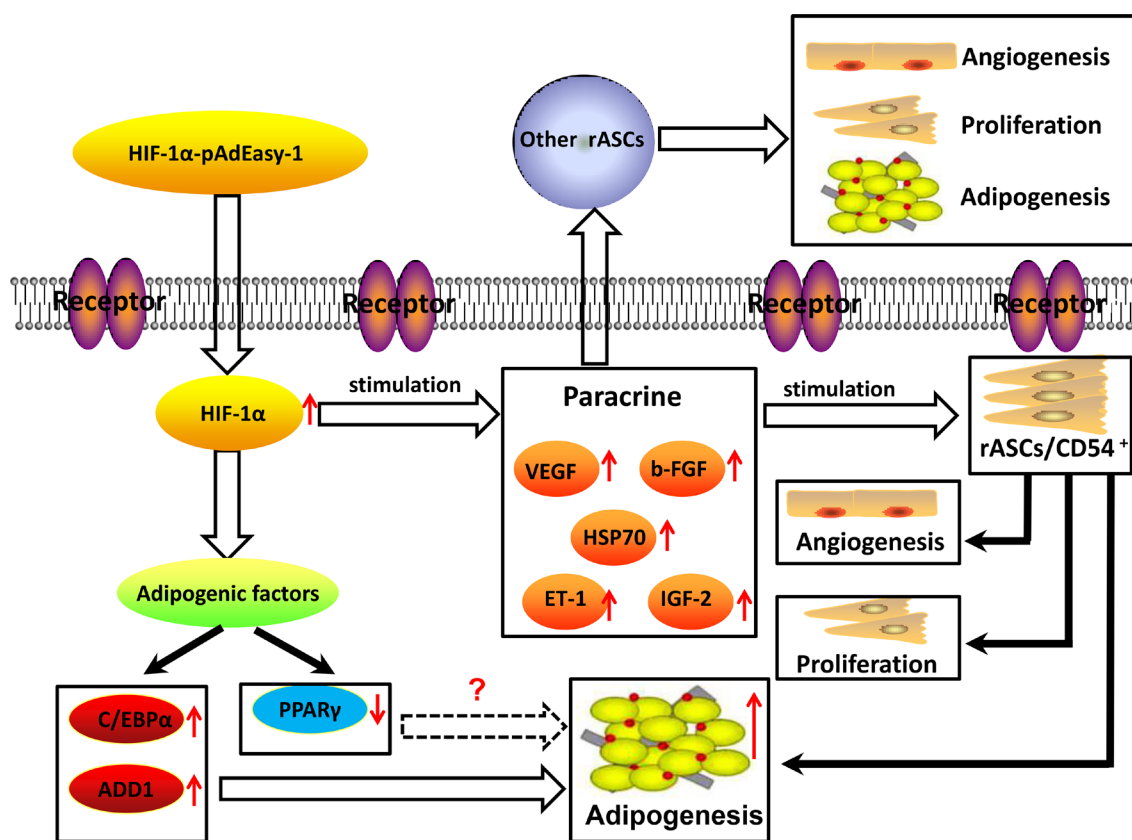 Angiogenesis
Proliferation
Adipogenesis
Other rASCs
HIF-1α-pAdEasy-1
Receptor
Receptor
Receptor
Receptor
HIF-1α
stimulation
Paracrine
VEGF
b-FGF
HSP70
ET-1
IGF-2
stimulation
rASCs/CD54 +
Angiogenesis
Proliferation
Adipogenic factors
C/EBPα
ADD1
PPARγ
?
Adipogenesis